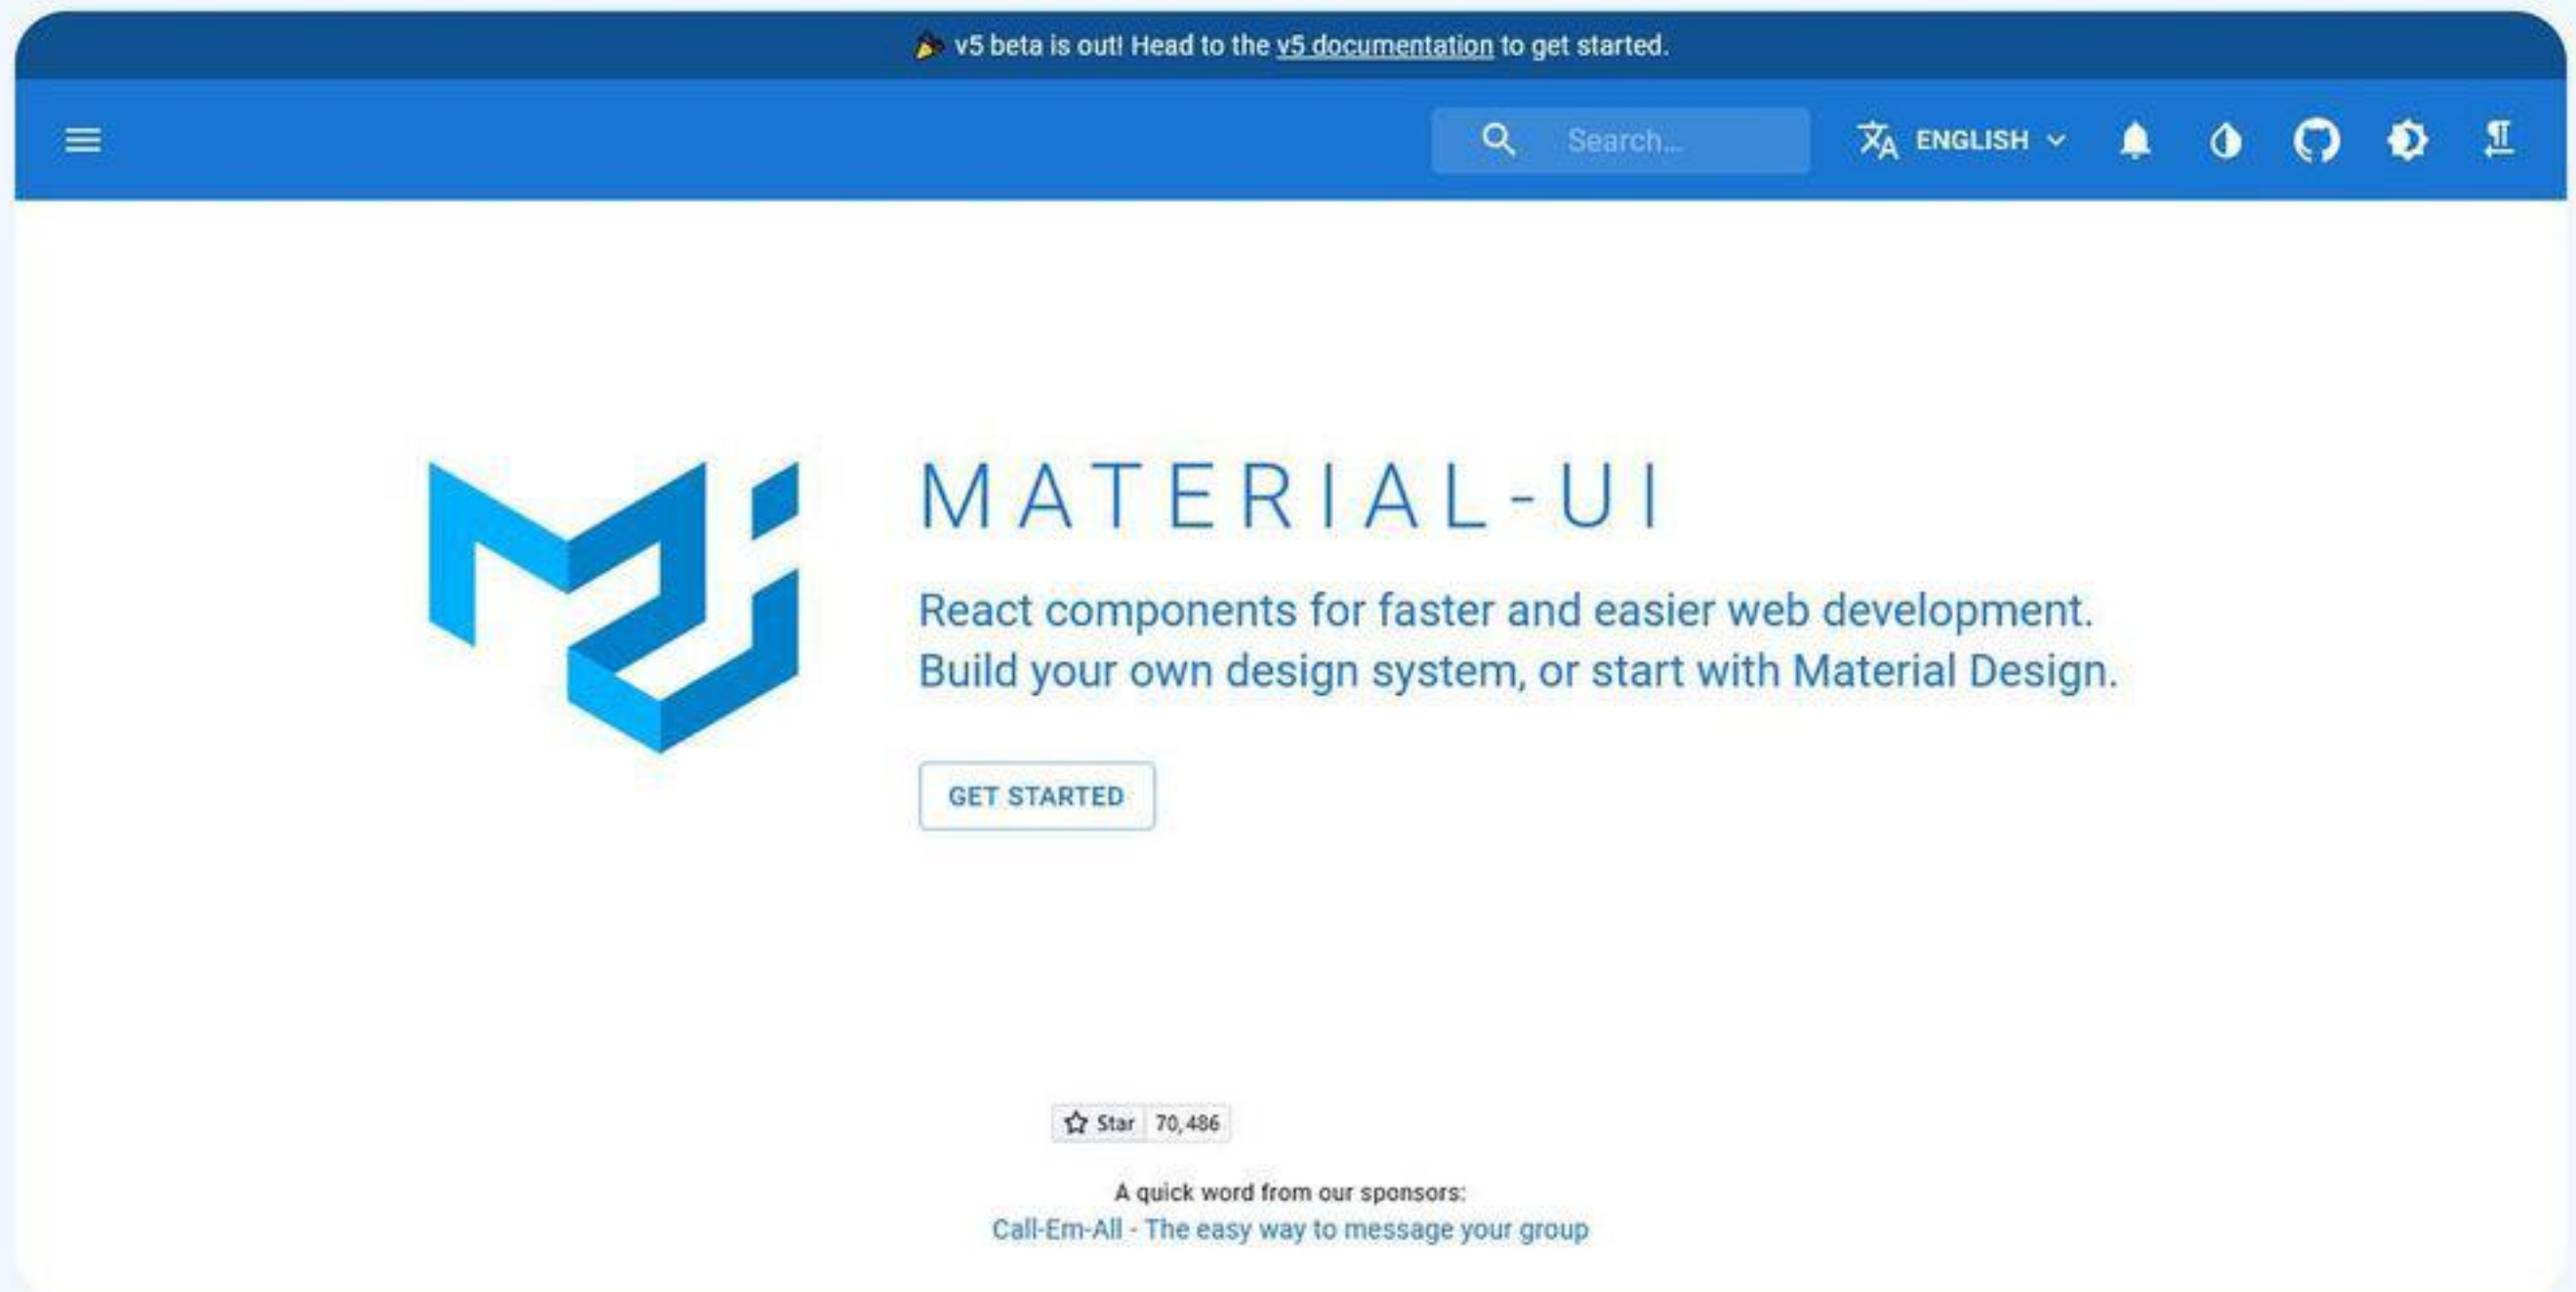 v5 beta is out! Head to the v5 documentation to get started.
Search...
ENGLISH
MATERIAL-UI
React components for faster and easier web development.
Build your own design system, or start with Material Design.
GET STARTED
Star 70,486
A quick word from our sponsors:
Call-Em-All - The easy way to message your group